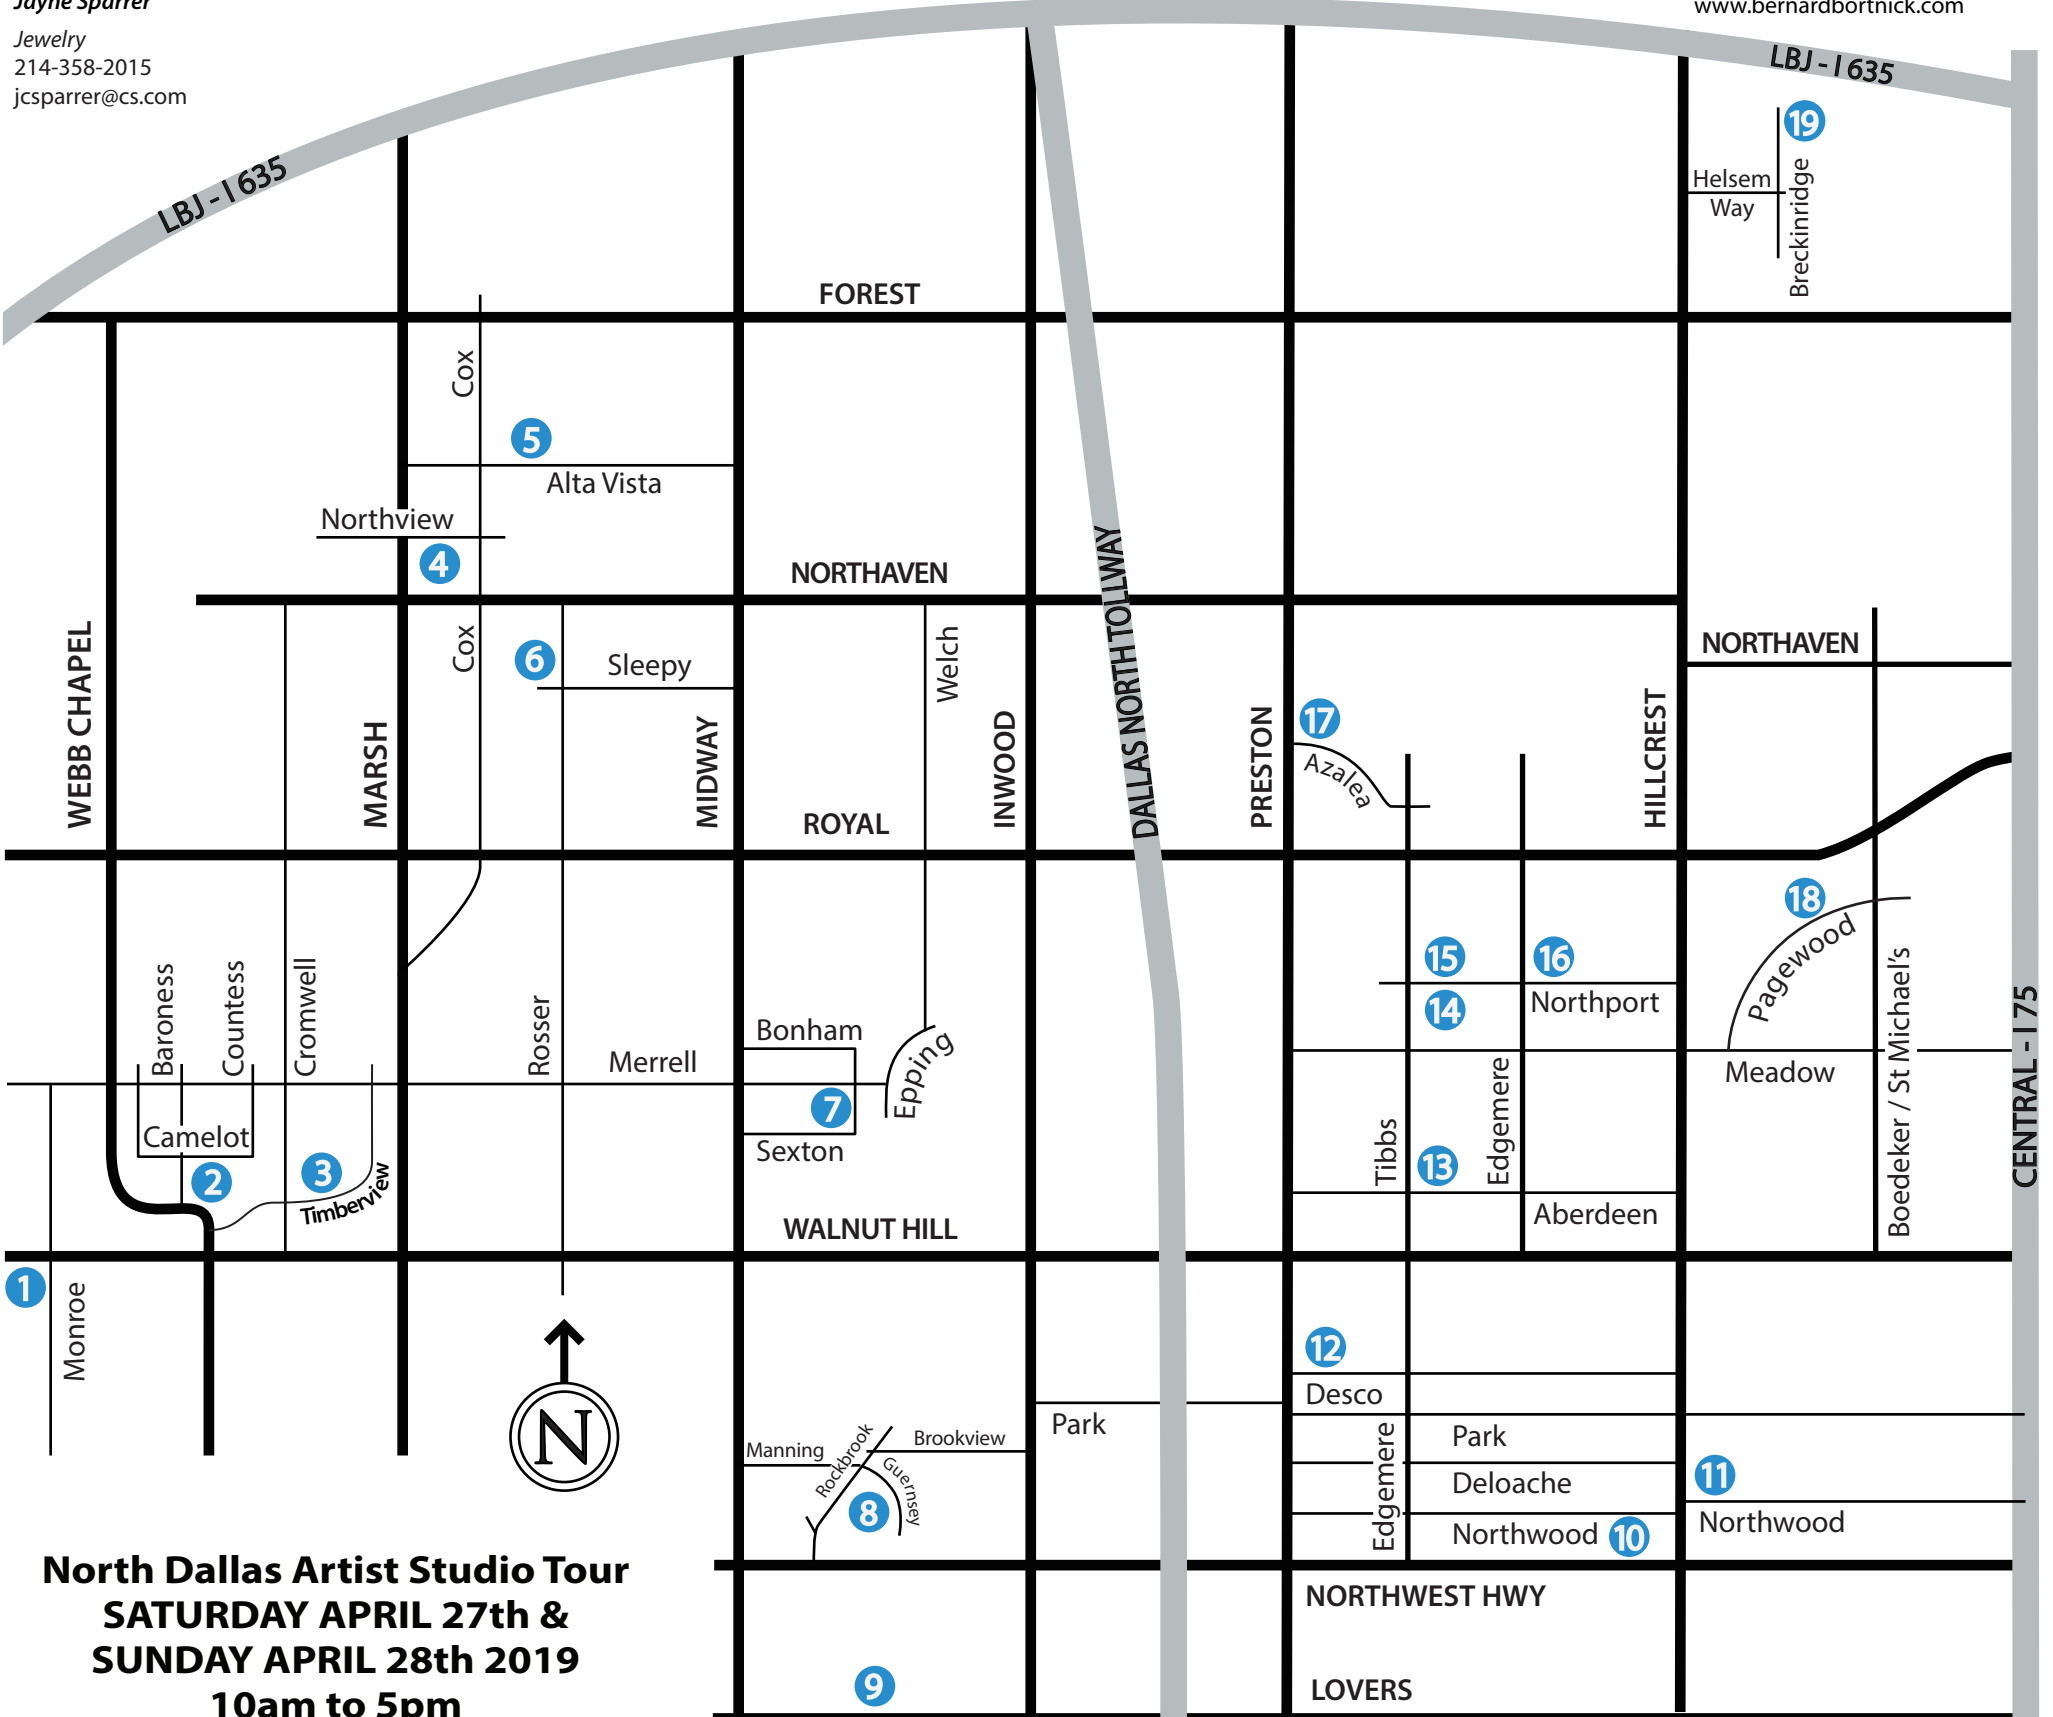 Jayne Sparrer
Jewelry
214-358-2015
jcsparrer@cs.com
www.bernardbortnick.com
LBJ - I 635
LBJ - I 635
19
Helsem
Way
Breckinridge
FOREST
Cox
5
Alta Vista
Northview
4
NORTHAVEN
DALLAS NORTH TOLLWAY
WEBB CHAPEL
Cox
6
Sleepy
Welch
NORTHAVEN
MARSH
MIDWAY
INWOOD
PRESTON
17
Azalea
HILLCREST
ROYAL
18
Pagewood
Baroness
Countess
Cromwell
Rosser
Merrell
Bonham
7
Sexton
Epping
15
14
16
Northport
Meadow
Boedeker / St Michael's
CENTRAL - I 75
Camelot
2
3
Timberview
Tibbs
13
Edgemere
Aberdeen
WALNUT HILL
1
Monroe
N
12
Desco
Park
Park
Manning
Rockbrook
Brookview
Guernsey
8
Edgemere
Deloache
11
Northwood
10
Northwood
NORTHWEST HWY
North Dallas Artist Studio Tour
SATURDAY APRIL 27th &
SUNDAY APRIL 28th 2019
10am to 5pm
9
LOVERS